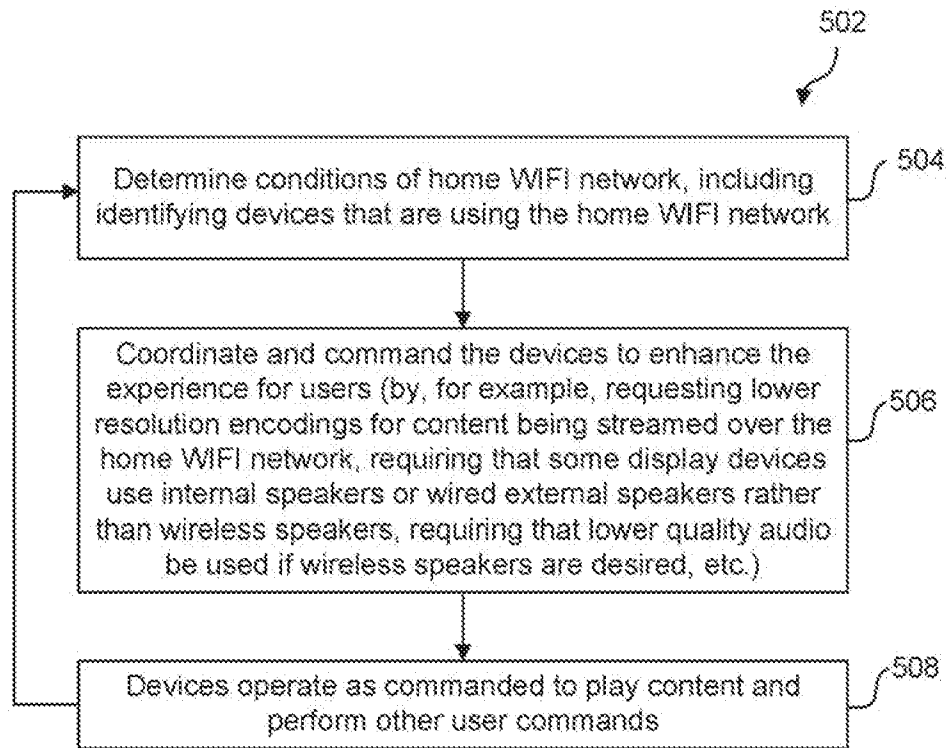 502
Determine conditions of home WIFI network, including
identifying devices that are using the home WIFI network
504
Coordinate and command the devices to enhance the
experience for users (by, for example, requesting lower
resolution encodings for content being streamed over the
home WIFI network, requiring that some display devices
use internal speakers or wired external speakers rather
than wireless speakers, requiring that lower quality audio
be used if wireless speakers are desired, etc.)
506
Devices operate as commanded to play content and
perform other user commands
508